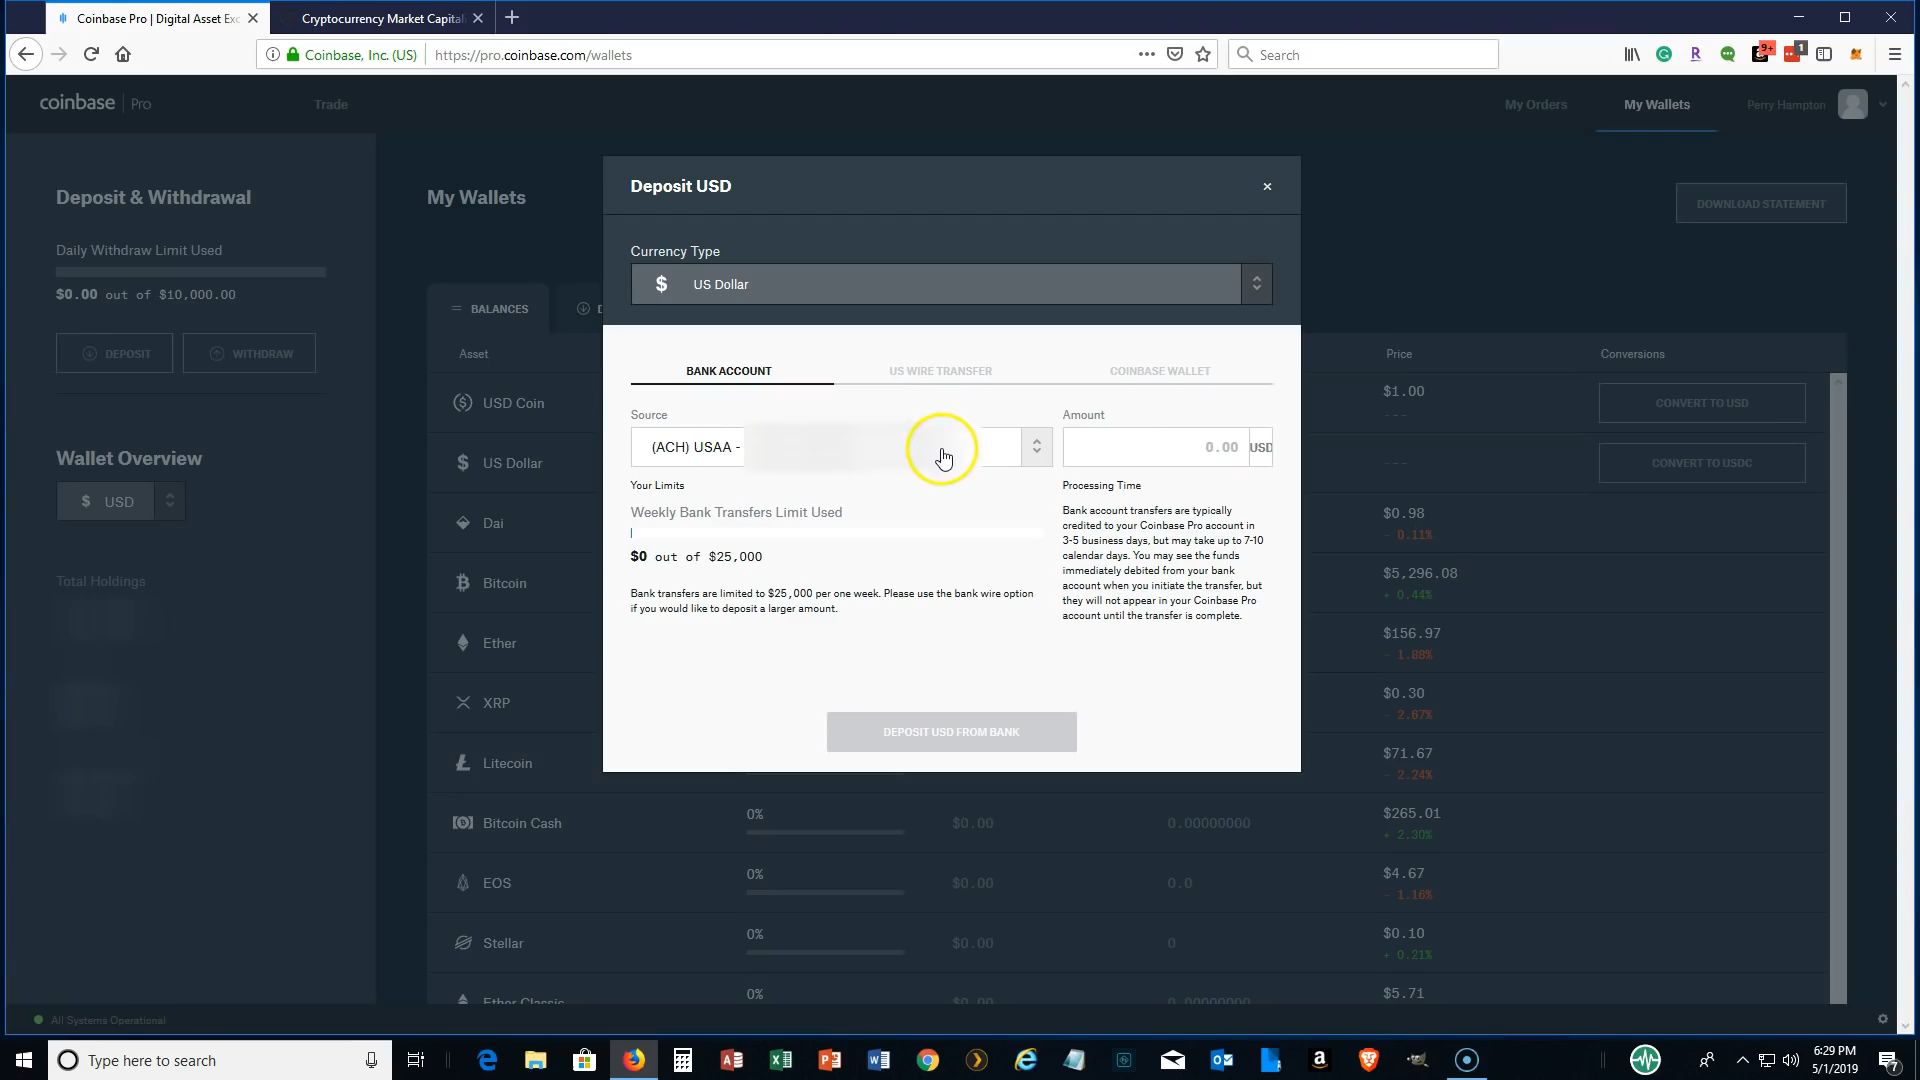 Coinbase Pro | Digital Asset Exc
Cryptocurrency Market Capitali
Coinbase, Inc. (US)
https://pro.coinbase.com/wallets
Search
9+
1
coinbase | Pro
Trade
My Orders
My Wallets
Perry Hampton
Deposit & Withdrawal
Daily Withdraw Limit Used
$0.00 out of $10,000.00
DEPOSIT
WITHDRAW
Wallet Overview
$ USD
Total Holdings
All Systems Operational
My Wallets
DOWNLOAD STATEMENT
BALANCES
D
Asset
Price
Conversions
USD Coin
$1.00
---
CONVERT TO USD
US Dollar
---
CONVERT TO USDC
Dai
$0.98
- 0.11%
Bitcoin
$5,296.08
+ 0.44%
Ether
$156.97
- 1.88%
XRP
$0.30
- 2.67%
Litecoin
$71.67
- 2.24%
Bitcoin Cash
0%
$0.00
0.00000000
$265.01
+ 2.30%
EOS
0%
$0.00
0.0
$4.67
- 1.16%
Stellar
0%
$0.00
0
$0.10
+ 0.21%
Ether Classic
0%
$0.00
0.00000000
$5.71
Deposit USD
×
Currency Type
$ US Dollar
BANK ACCOUNT
US WIRE TRANSFER
COINBASE WALLET
Source
(ACH) USAA -
Your Limits
Weekly Bank Transfers Limit Used
$0 out of $25,000
Bank transfers are limited to $25,000 per one week. Please use the bank wire option
if you would like to deposit a larger amount.
Amount
0.00 USD
Processing Time
Bank account transfers are typically
credited to your Coinbase Pro account in
3-5 business days, but may take up to 7-10
calendar days. You may see the funds
immediately debited from your bank
account when you initiate the transfer, but
they will not appear in your Coinbase Pro
account until the transfer is complete.
DEPOSIT USD FROM BANK
Type here to search
6:29 PM
5/1/2019
7